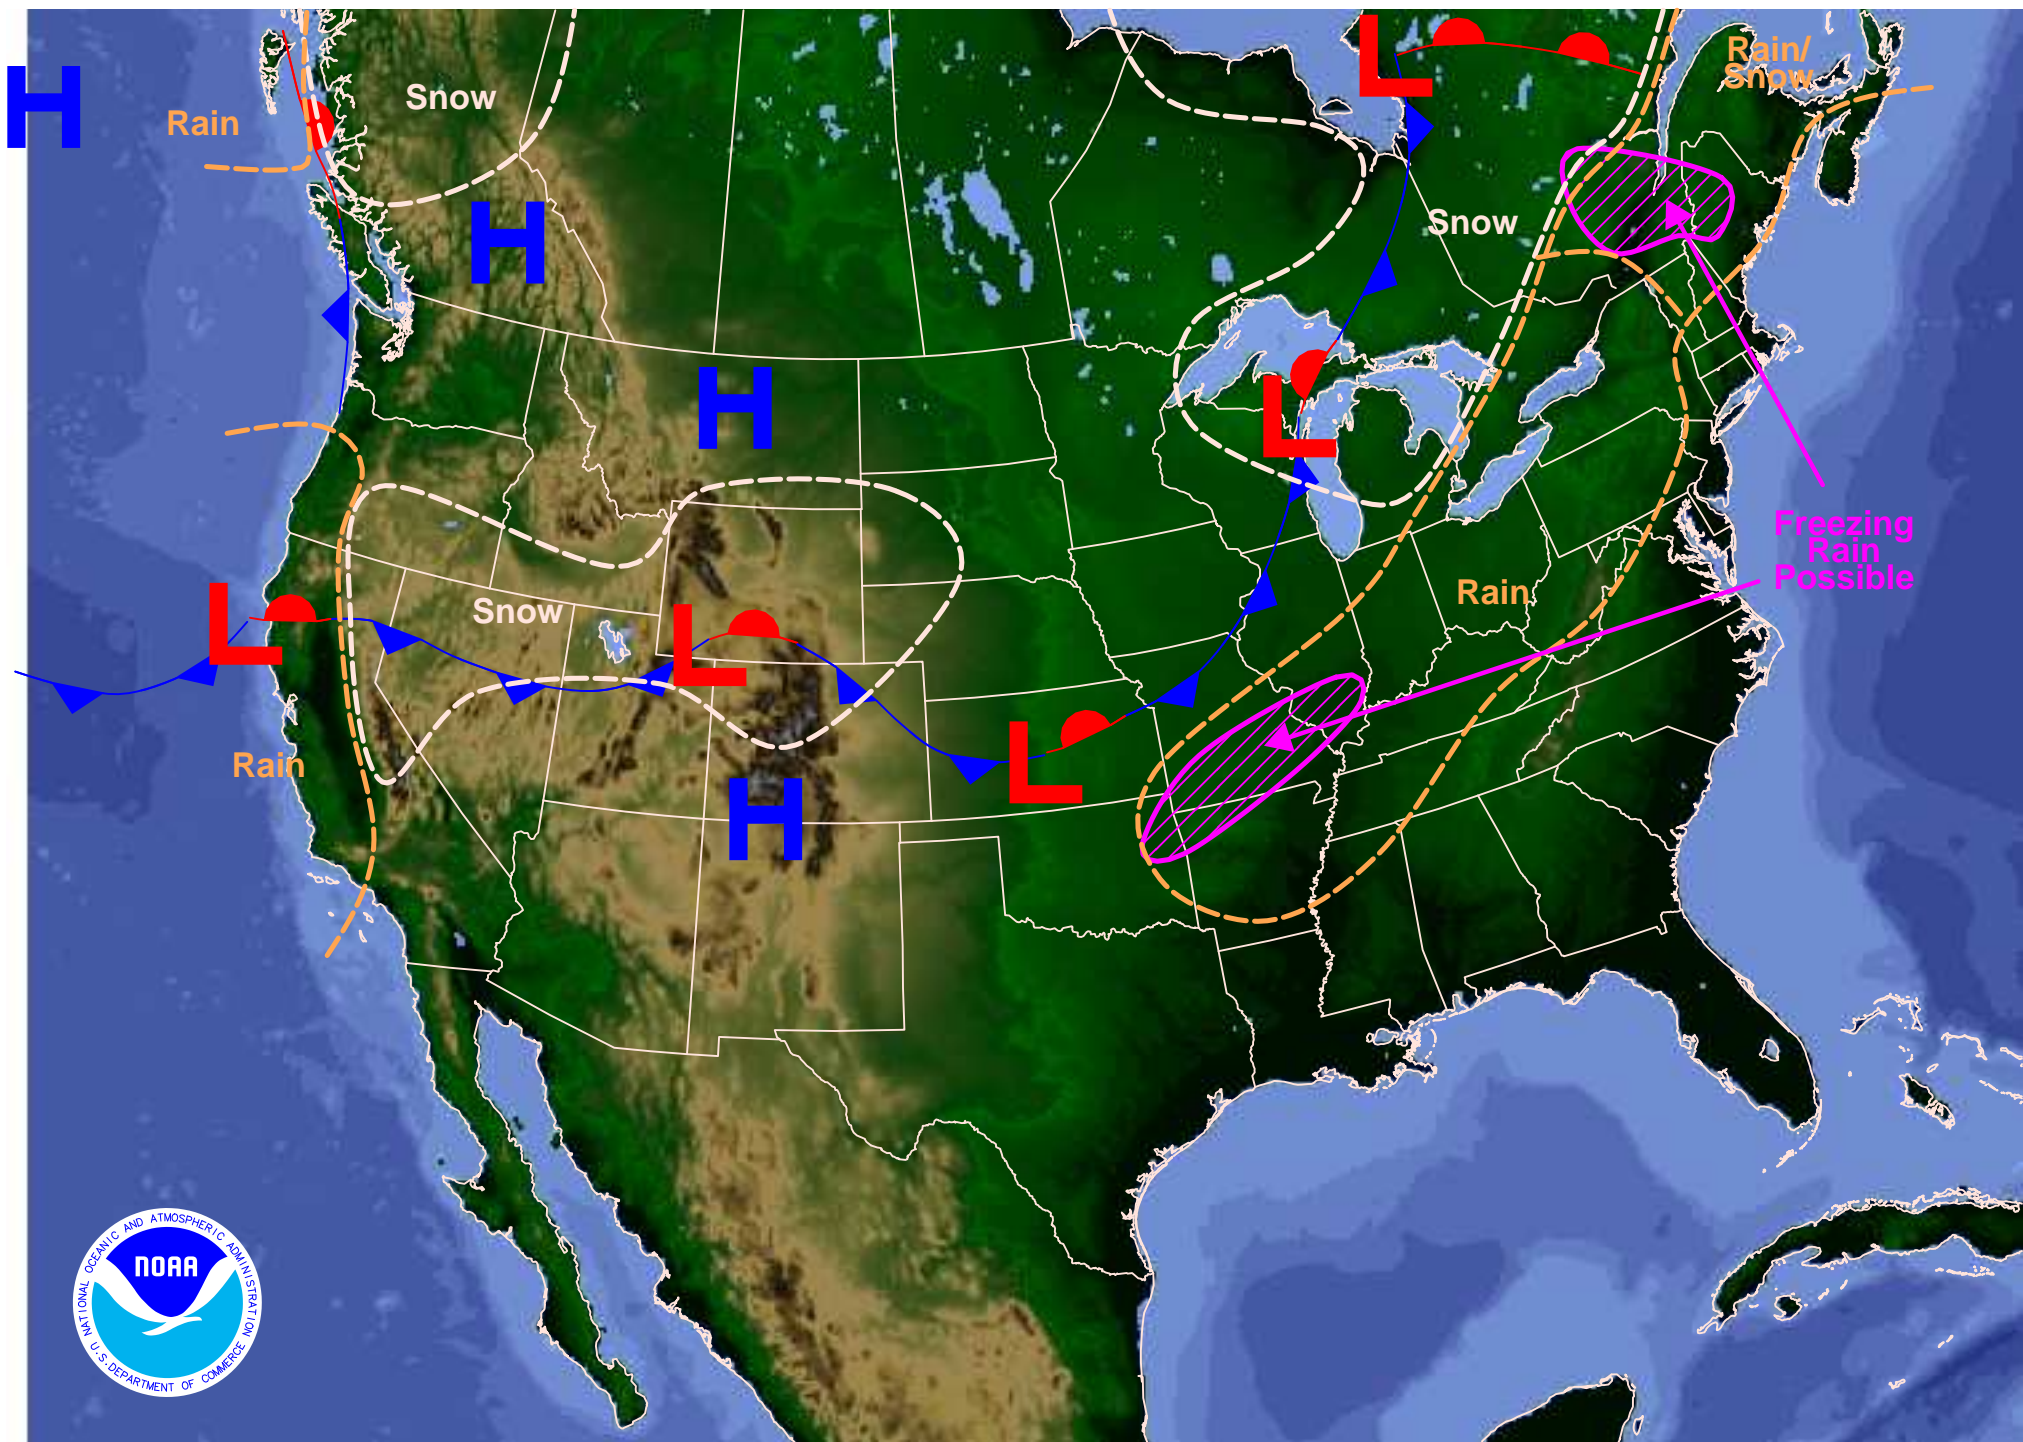 L
Rain/
Snow
H
Snow
Rain
H
Snow
H
L
Freezing
Rain
Possible
L
Snow
L
Rain
L
Rain
H
NATIONAL OCEANIC AND ATMOSPHERIC ADMINISTRATION
NOAA
U.S. DEPARTMENT OF COMMERCE